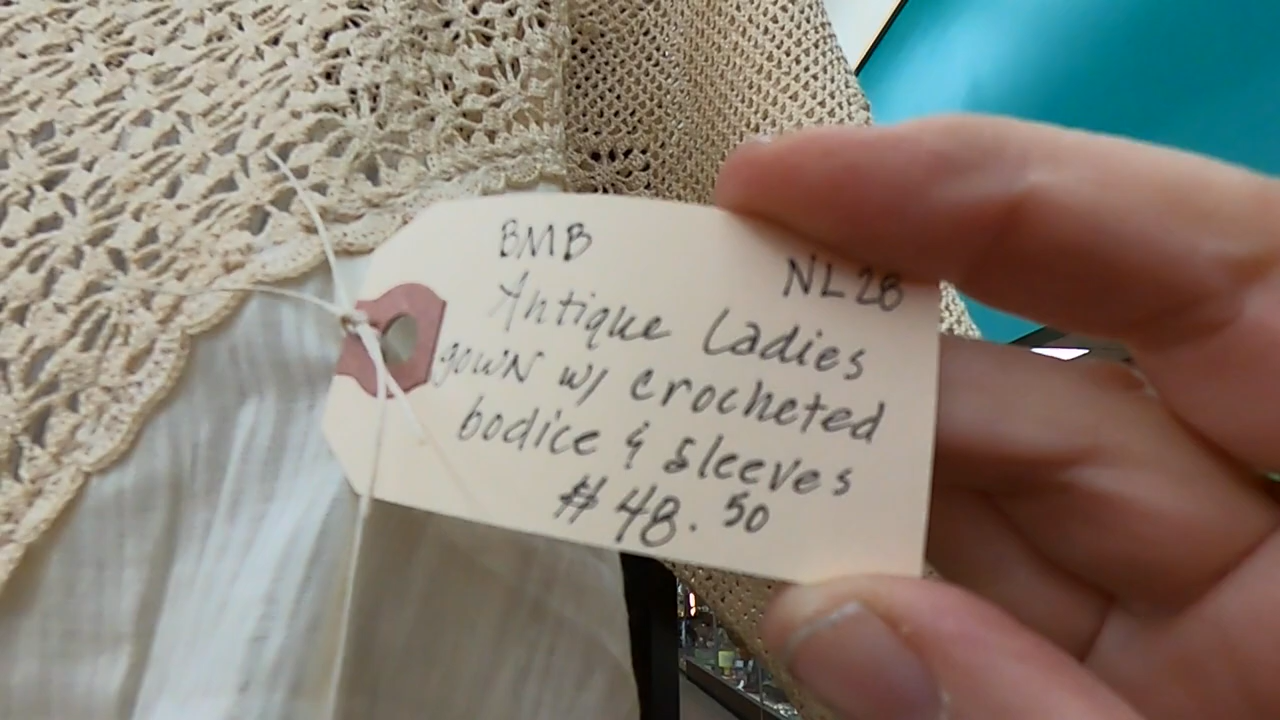 BMB
NL28
Antique Ladies
gown w/ crocheted
bodice & sleeves
$48.50